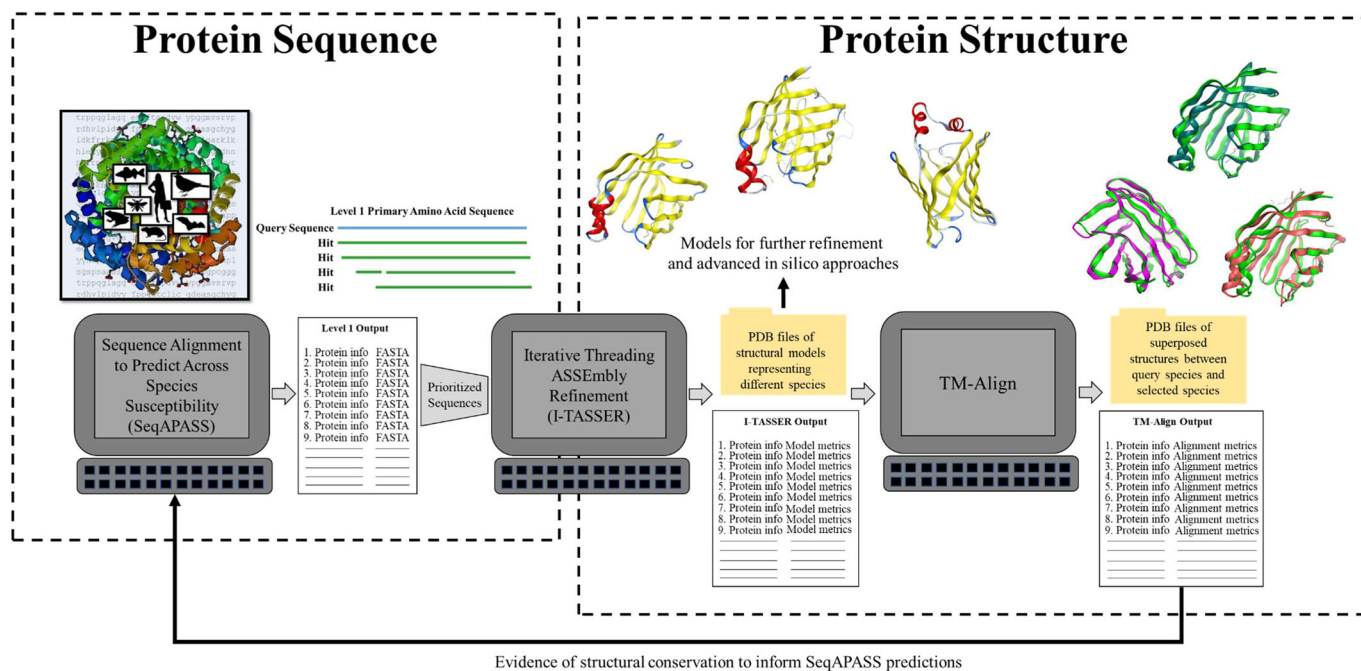 Protein Sequence
Protein Structure
Level 1 Primary Amino Acid Sequence
Query Sequence
Hit
Hit
Hit
Hit
Models for further refinement
and advanced in silico approaches
Sequence Alignment
to Predict Across
Species
Susceptibility
(SeqAPASS)
Level 1 Output
1. Protein info FASTA
2. Protein info FASTA
3. Protein info FASTA
4. Protein info FASTA
5. Protein info FASTA
6. Protein info FASTA
7. Protein info FASTA
8. Protein info FASTA
9. Protein info FASTA
Prioritized
Sequences
Iterative Threading
ASSEmbly
Refinement
(I-TASSER)
PDB files of
structural models
representing
different species
I-TASSER Output
1. Protein info Model metrics
2. Protein info Model metrics
3. Protein info Model metrics
4. Protein info Model metrics
5. Protein info Model metrics
6. Protein info Model metrics
7. Protein info Model metrics
8. Protein info Model metrics
9. Protein info Model metrics
TM-Align
PDB files of
superposed
structures between
query species and
selected species
TM-Align Output
1. Protein info Alignment metrics
2. Protein info Alignment metrics
3. Protein info Alignment metrics
4. Protein info Alignment metrics
5. Protein info Alignment metrics
6. Protein info Alignment metrics
7. Protein info Alignment metrics
8. Protein info Alignment metrics
9. Protein info Alignment metrics
Evidence of structural conservation to inform SeqAPASS predictions